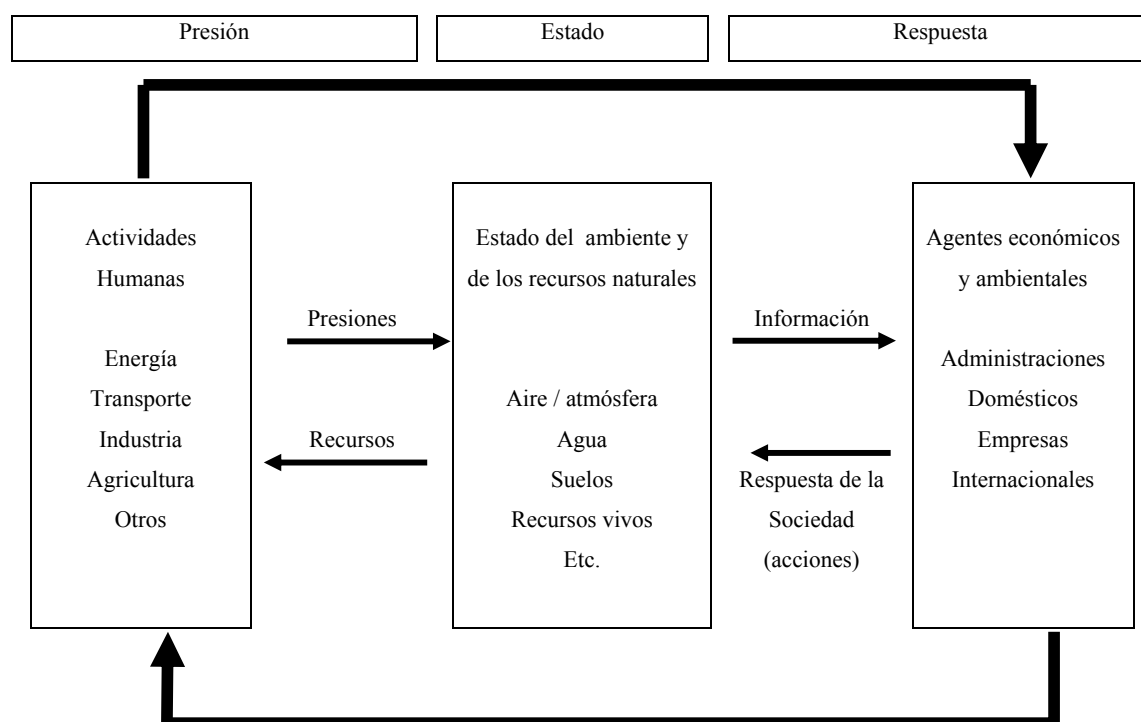 Presión
Estado
Respuesta
Actividades
Humanas
Energía
Transporte
Industria
Agricultura
Otros
Presiones
Recursos
Estado del ambiente y
de los recursos naturales
Aire / atmósfera
Agua
Suelos
Recursos vivos
Etc.
Información
Respuesta de la
Sociedad
(acciones)
Agentes económicos
y ambientales
Administraciones
Domésticos
Empresas
Internacionales